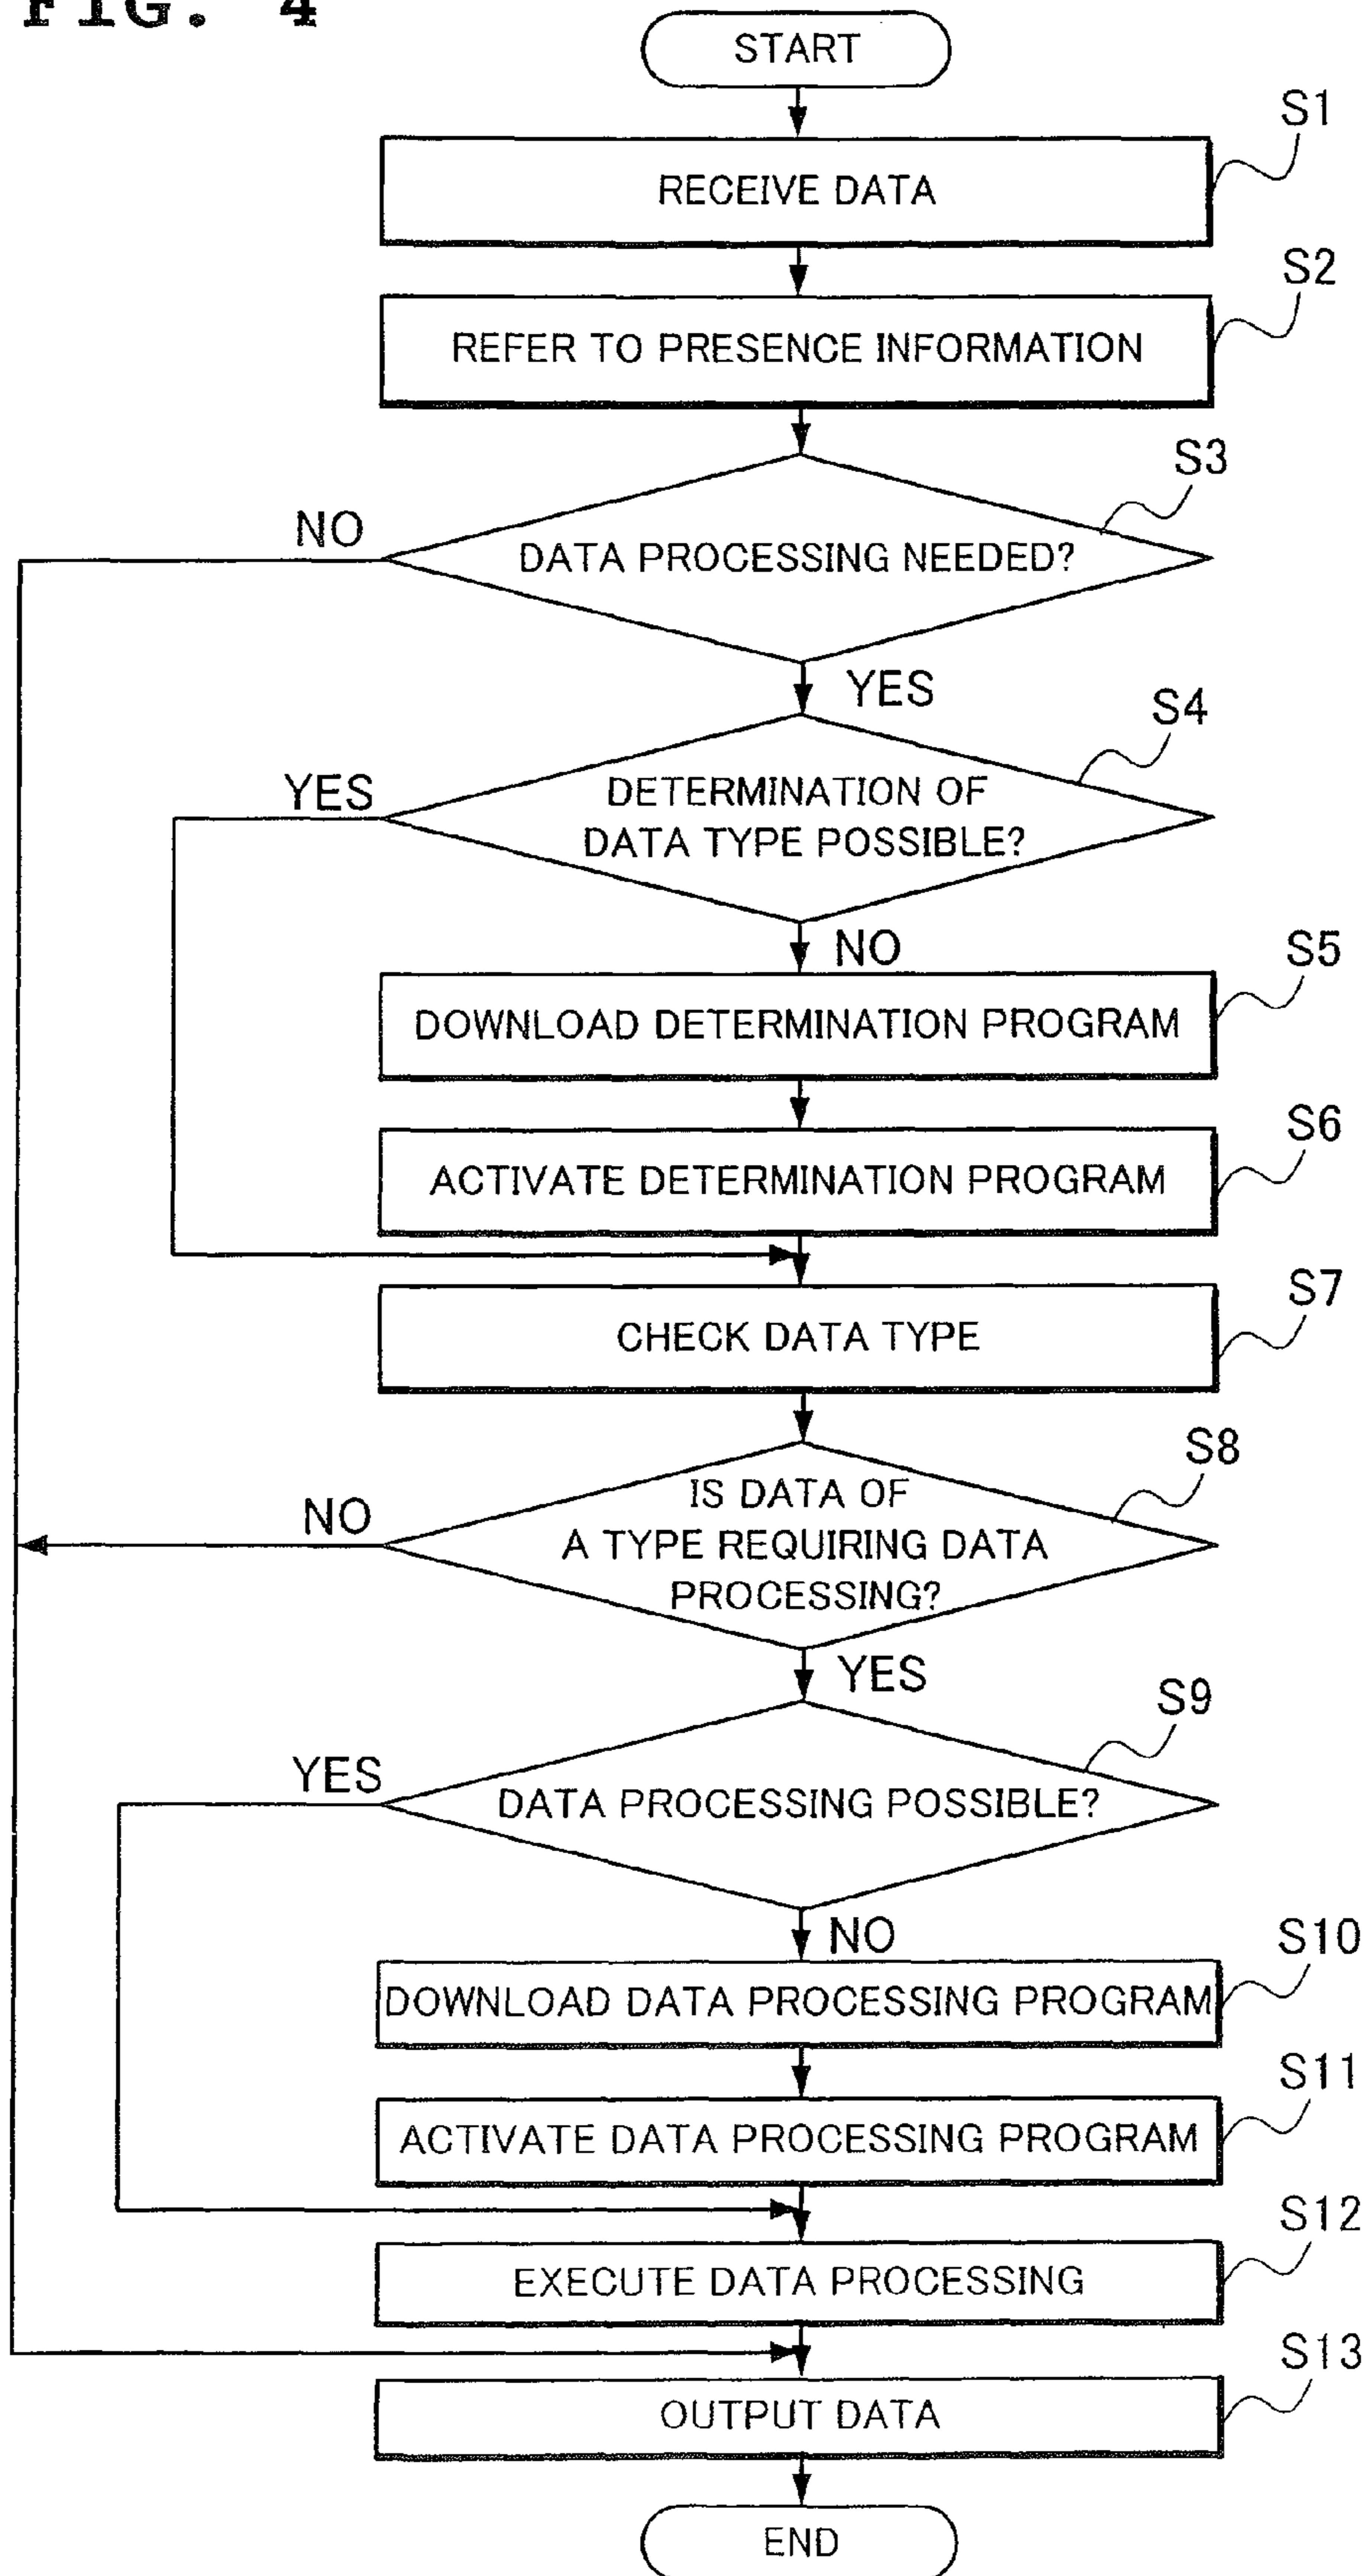 FIG. 4
START
S1
RECEIVE DATA
S2
REFER TO PRESENCE INFORMATION
S3
NO
DATA PROCESSING NEEDED?
YES
S4
YES
DETERMINATION OF
DATA TYPE POSSIBLE?
NO
S5
DOWNLOAD DETERMINATION PROGRAM
S6
ACTIVATE DETERMINATION PROGRAM
S7
CHECK DATA TYPE
S8
NO
IS DATA OF
A TYPE REQUIRING DATA
PROCESSING?
YES
S9
YES
DATA PROCESSING POSSIBLE?
NO
S10
DOWNLOAD DATA PROCESSING PROGRAM
S11
ACTIVATE DATA PROCESSING PROGRAM
S12
EXECUTE DATA PROCESSING
S13
OUTPUT DATA
END